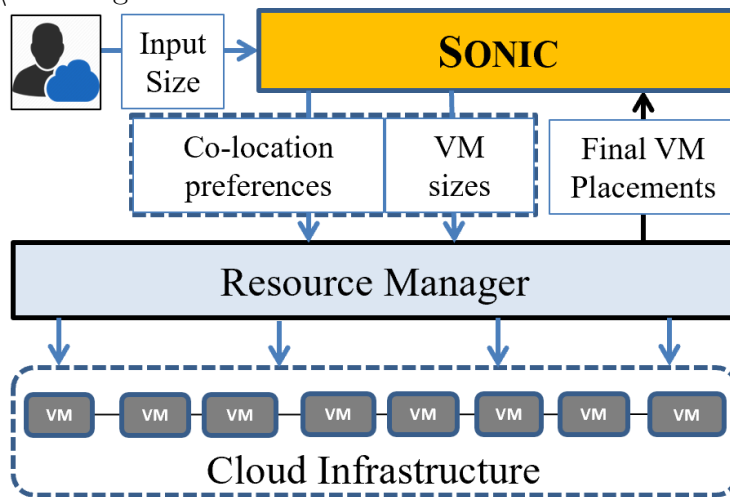 Input
Size
SONIC
Co-location
preferences
VM
sizes
Final VM
Placements
Resource Manager
VM VM VM VM VM VM VM VM
Cloud Infrastructure